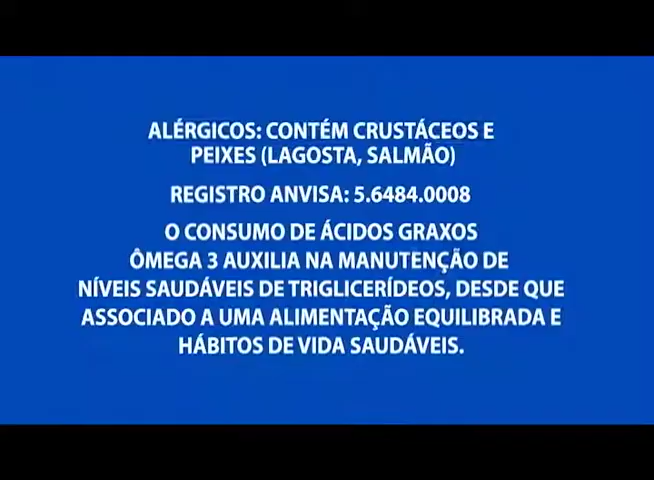 ALÉRGICOS: CONTÉM CRUSTÁCEOS E
PEIXES (LAGOSTA, SALMÃO)
REGISTRO ANVISA: 5.6484.0008
O CONSUMO DE ÁCIDOS GRAXOS
ÔMEGA 3 AUXILIA NA MANUTENÇÃO DE
NÍVEIS SAUDÁVEIS DE TRIGLICERÍDEOS, DESDE QUE
ASSOCIADO A UMA ALIMENTAÇÃO EQUILIBRADA E
HÁBITOS DE VIDA SAUDÁVEIS.